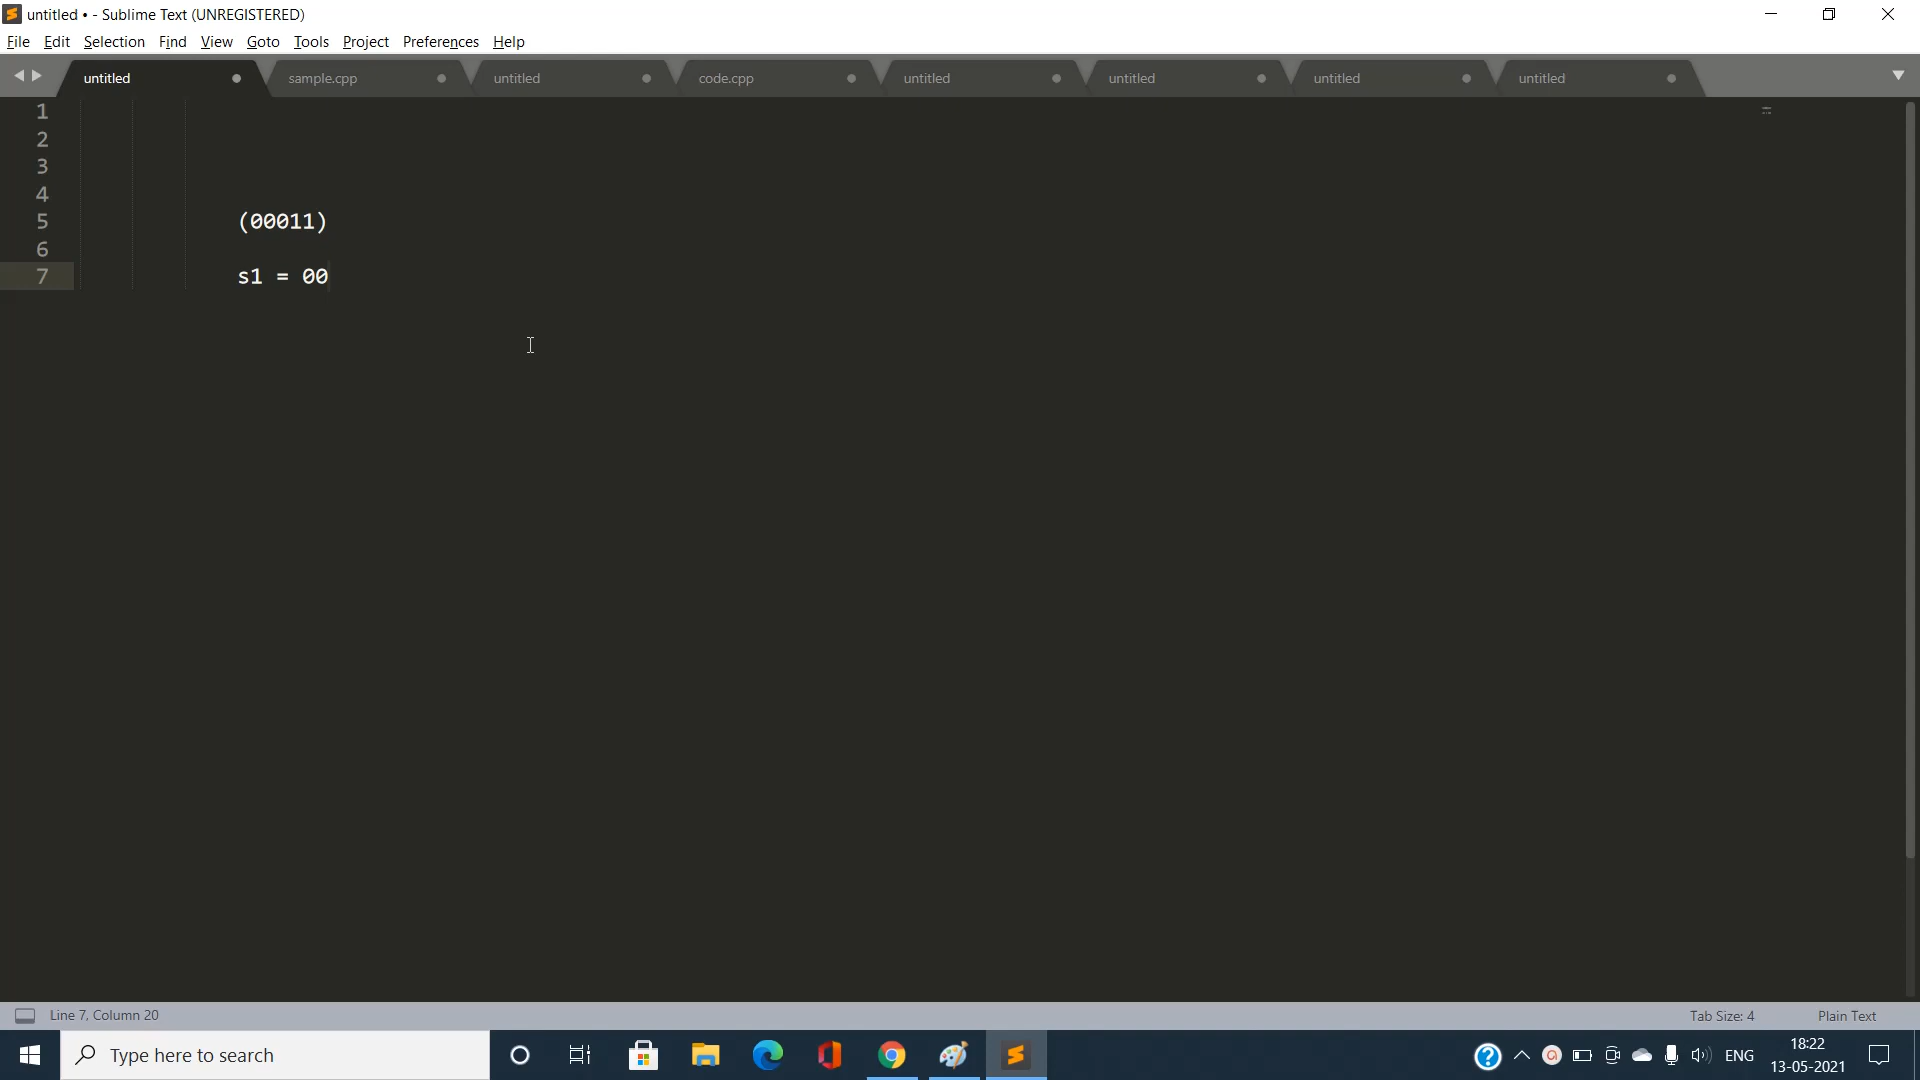 untitled • - Sublime Text (UNREGISTERED)
File Edit Selection Find View Goto Tools Project Preferences Help
untitled sample.cpp untitled code.cpp untitled untitled untitled untitled
1
2
3
4
5 (00011)
6
7 s1 = 00
Line 7, Column 20 Tab Size: 4 Plain Text
Type here to search ENG 18:22
13-05-2021